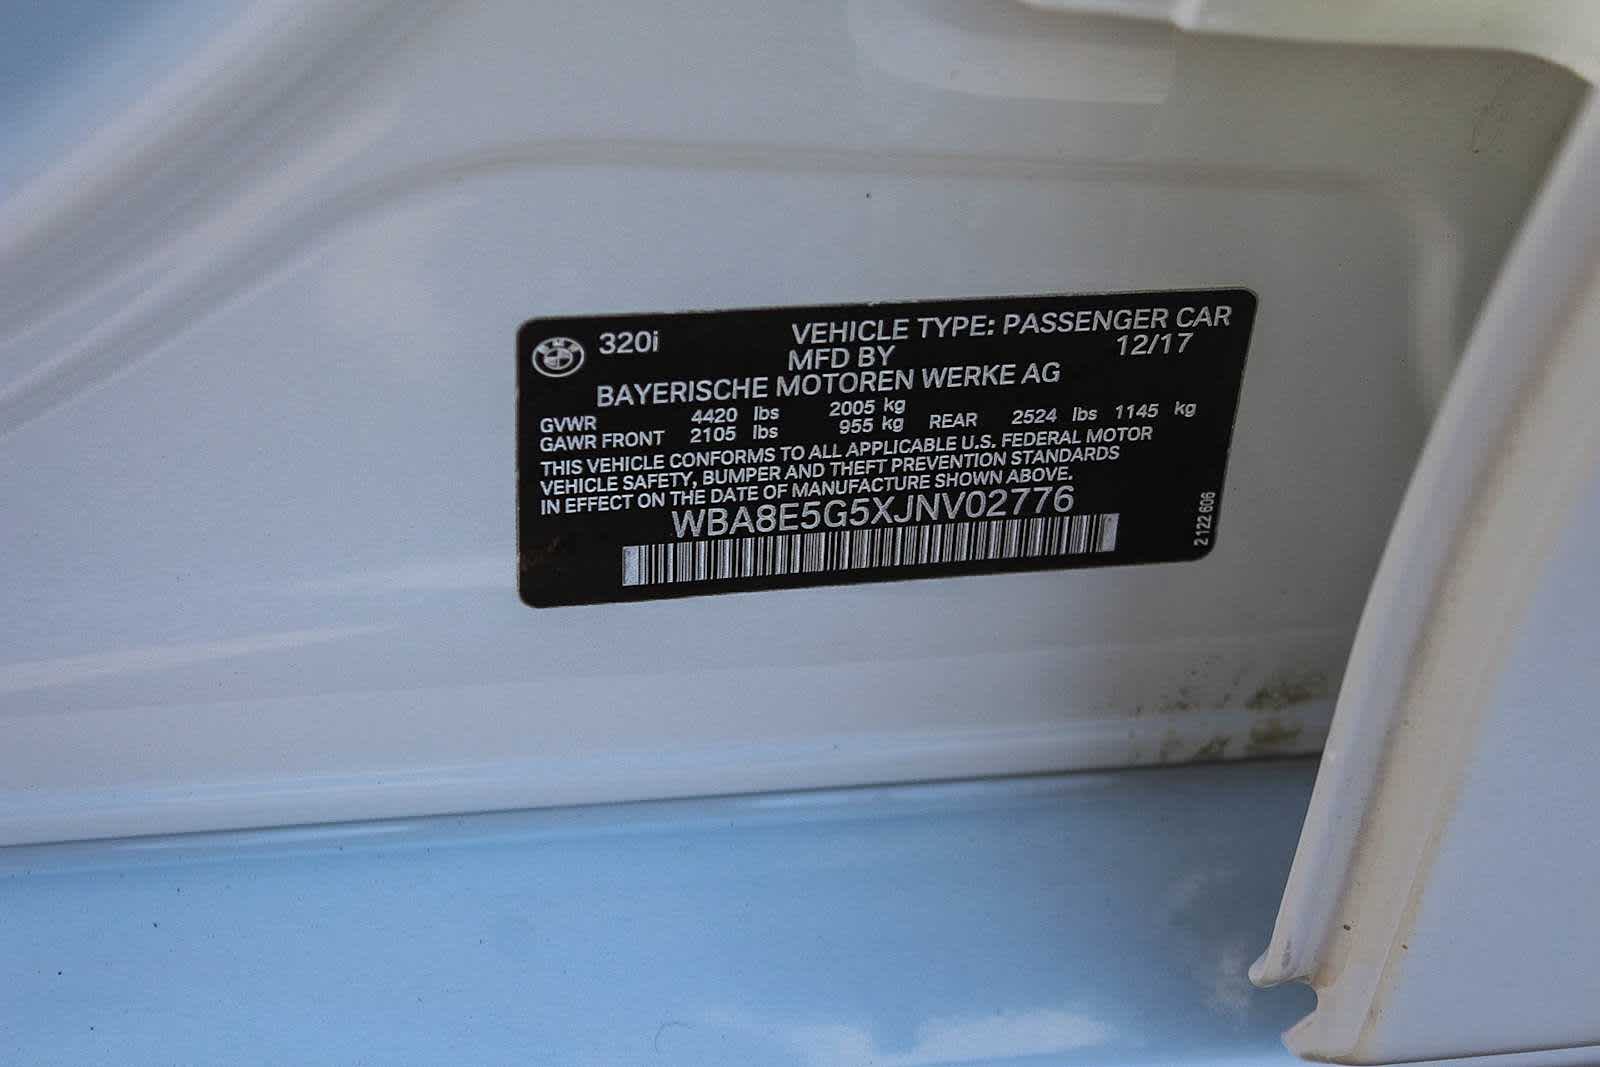 320i VEHICLE TYPE: PASSENGER CAR
MFD BY 12/17
BAYERISCHE MOTOREN WERKE AG
GVWR 4420 lbs 2005 kg
GAWR FRONT 2105 lbs 955 kg REAR 2524 lbs 1145 kg
THIS VEHICLE CONFORMS TO ALL APPLICABLE U.S. FEDERAL MOTOR
VEHICLE SAFETY, BUMPER AND THEFT PREVENTION STANDARDS
IN EFFECT ON THE DATE OF MANUFACTURE SHOWN ABOVE.
WBA8E5G5XJNV02776
2 122 606